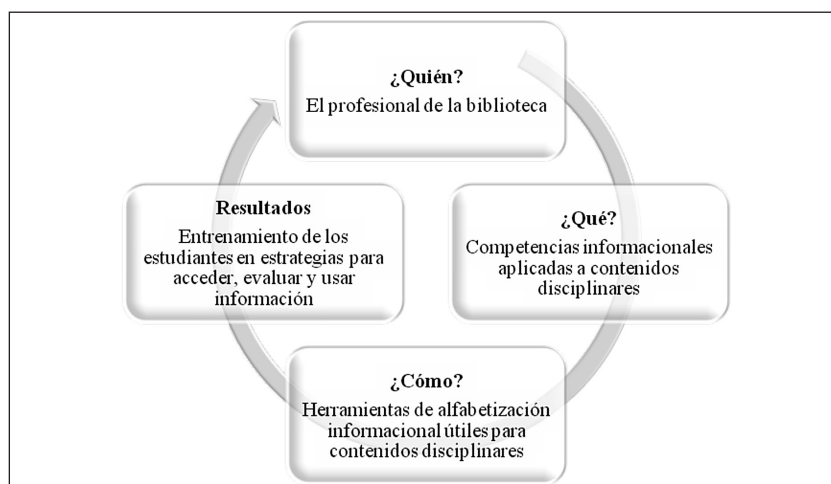 ¿Quién?
El profesional de la biblioteca
¿Qué?
Competencias informacionales
aplicadas a contenidos
disciplinares
¿Cómo?
Herramientas de alfabetización
informacional útiles para
contenidos disciplinares
Resultados
Entrenamiento de los
estudiantes en estrategias para
acceder, evaluar y usar
información